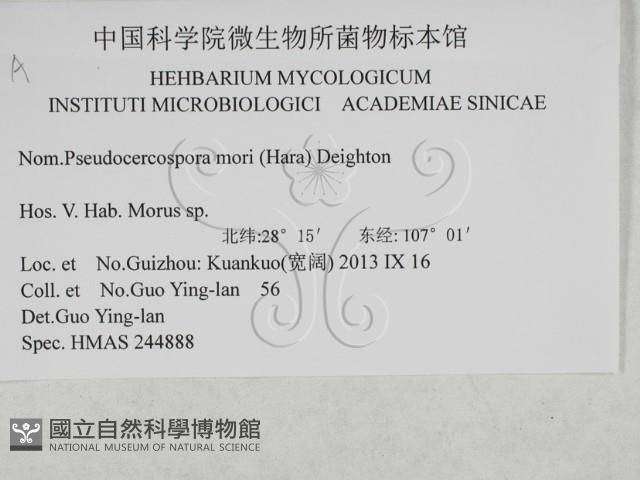 中国科学院微生物所菌物标本馆
A
HEHBARIUM MYCOLOGICUM
INSTITUTI MICROBIOLOGICI ACADEMIAE SINICAE
Nom.Pseudocercospora mori (Hara) Deighton
Hos. V. Hab. Morus sp.
北纬:28° 15′ 东经: 107° 01′
Loc. et No.Guizhou: Kuankuo(宽阔) 2013 IX 16
Coll. et No.Guo Ying-lan 56
Det.Guo Ying-lan
Spec. HMAS 244888
國立自然科學博物館
NATIONAL MUSEUM OF NATURAL SCIENCE